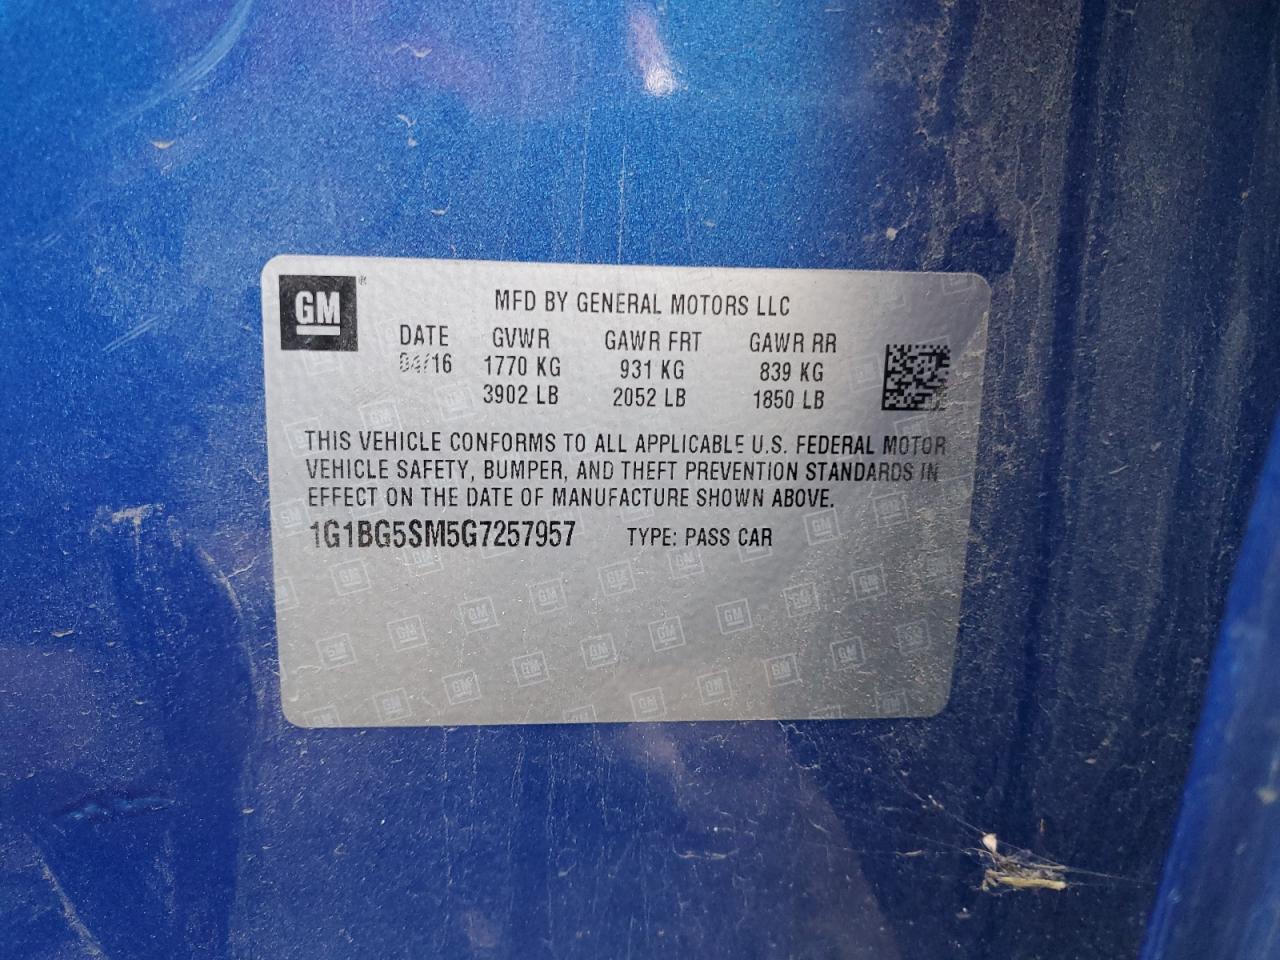 GM
®
MFD BY GENERAL MOTORS LLC
DATE GVWR GAWR FRT GAWR RR
04/16 1770 KG 931 KG 839 KG
3902 LB 2052 LB 1850 LB
THIS VEHICLE CONFORMS TO ALL APPLICABLE U.S. FEDERAL MOTOR
VEHICLE SAFETY, BUMPER, AND THEFT PREVENTION STANDARDS IN
EFFECT ON THE DATE OF MANUFACTURE SHOWN ABOVE.
1G1BG5SM5G7257957 TYPE: PASS CAR